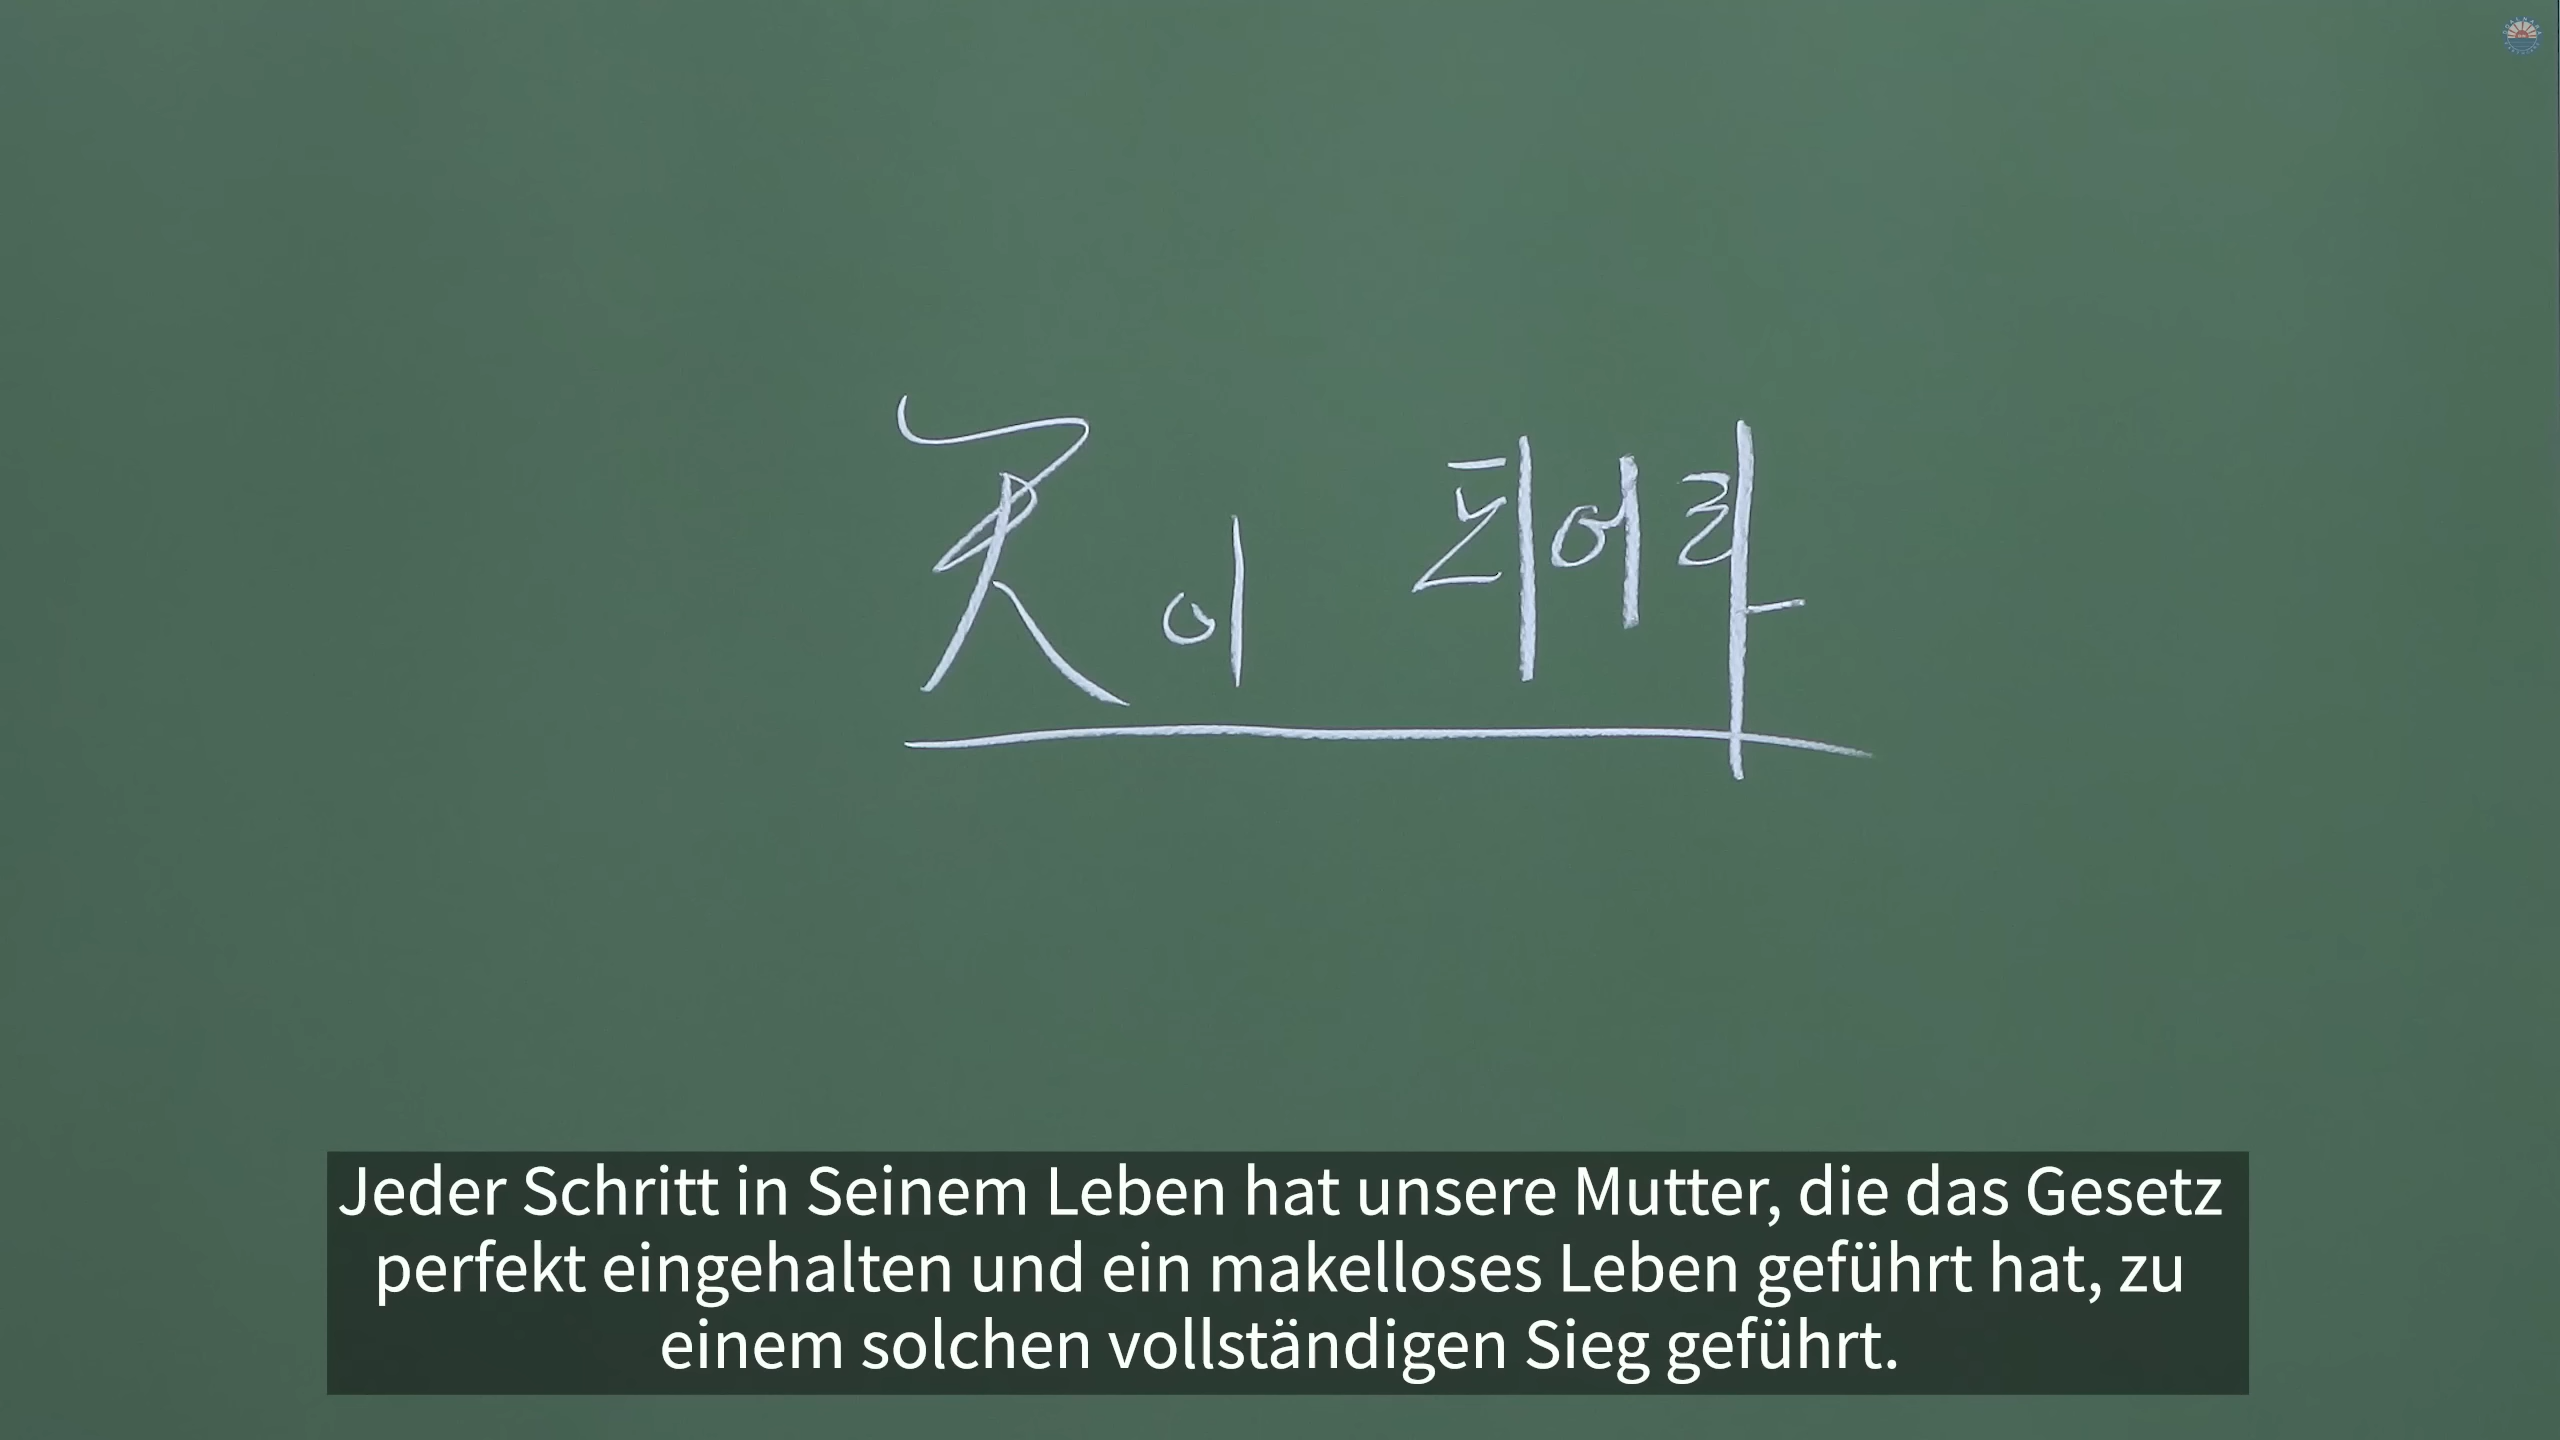 꽃이 되어라
Jeder Schritt in Seinem Leben hat unsere Mutter, die das Gesetz
perfekt eingehalten und ein makelloses Leben geführt hat, zu
einem solchen vollständigen Sieg geführt.